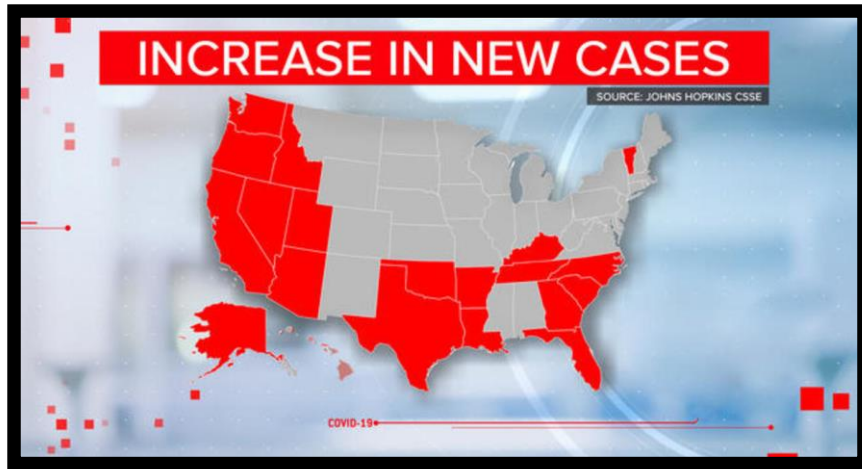 INCREASE IN NEW CASES
SOURCE: JOHNS HOPKINS CSSE
COVID-19